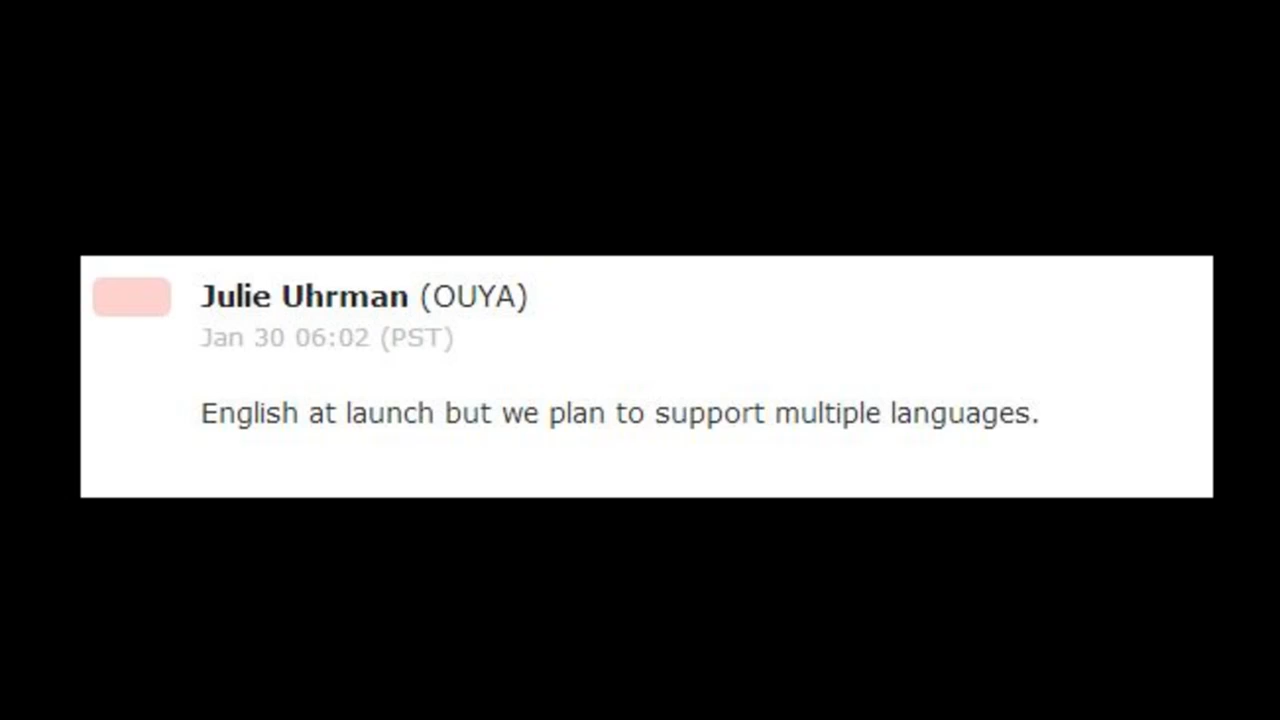 Julie Uhrman (OUYA)
Jan 30 06:02 (PST)
English at launch but we plan to support multiple languages.